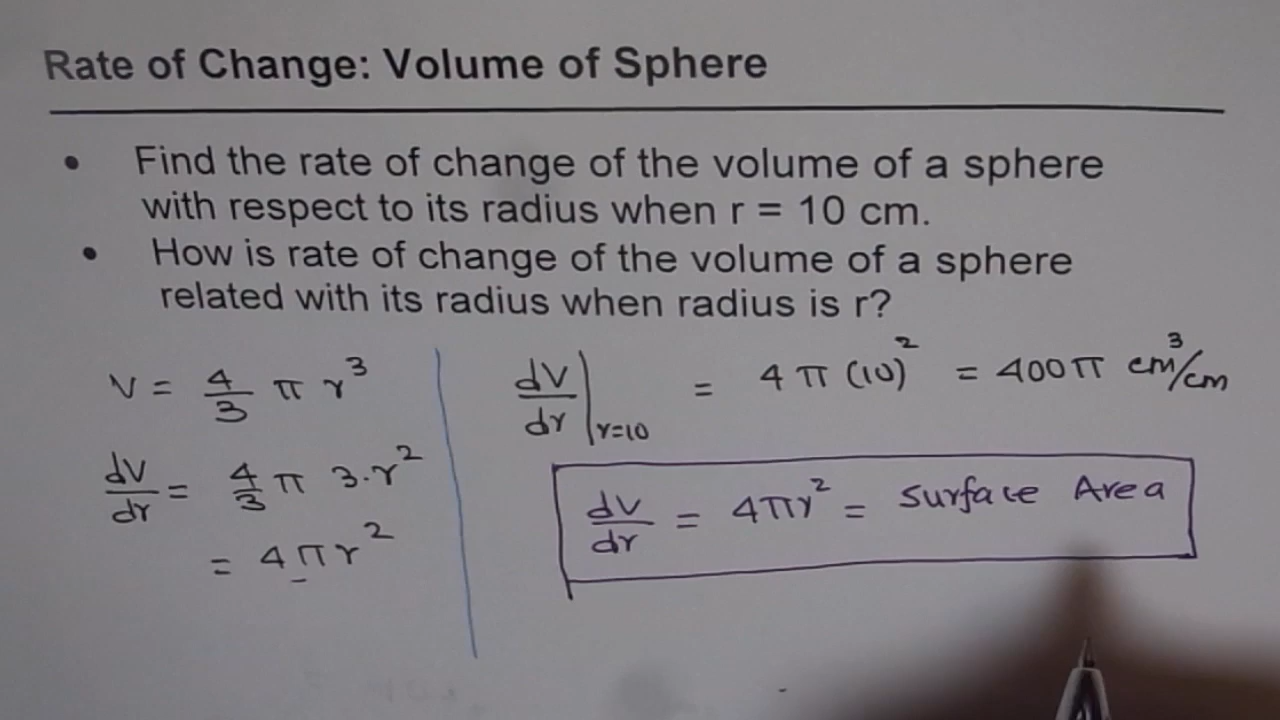 Rate of Change: Volume of Sphere
• Find the rate of change of the volume of a sphere
with respect to its radius when r = 10 cm.
• How is rate of change of the volume of a sphere
related with its radius when radius is r?
V = 4/3 π r³
dV/dr = 4/3 π 3·r²
= 4πr²
dV/dr |r=10 = 4π(10)² = 400π cm³/cm
dV/dr = 4πr² = Surface Area